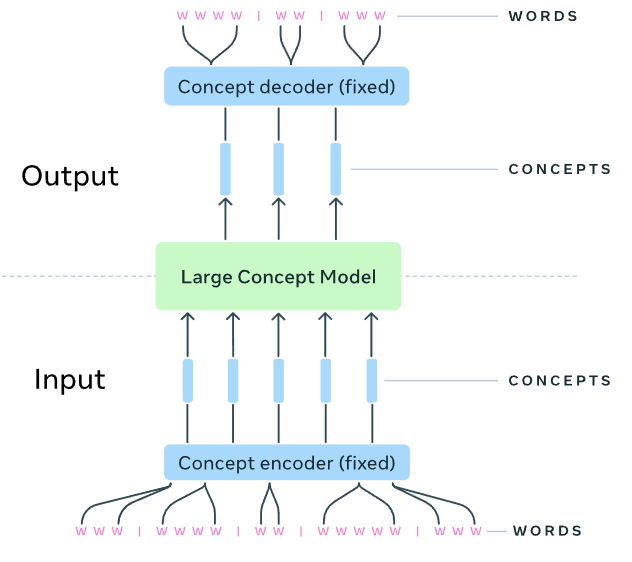 W W W W | W W | W W W
WORDS
Concept decoder (fixed)
Output
CONCEPTS
Large Concept Model
Input
CONCEPTS
Concept encoder (fixed)
W W W | W W W W | W W | W W W W W | W W W
WORDS